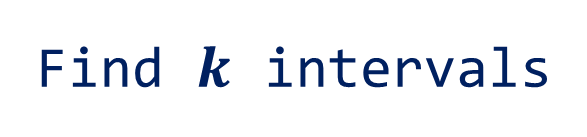 Find k intervals